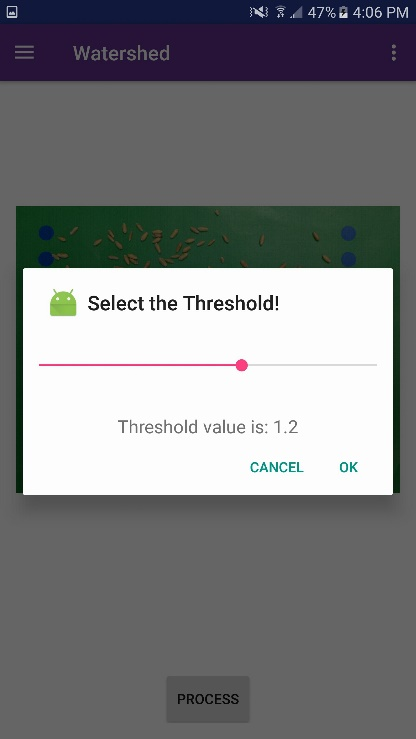 47% 4:06 PM
Watershed
Select the Threshold!
Threshold value is: 1.2
CANCEL OK
PROCESS